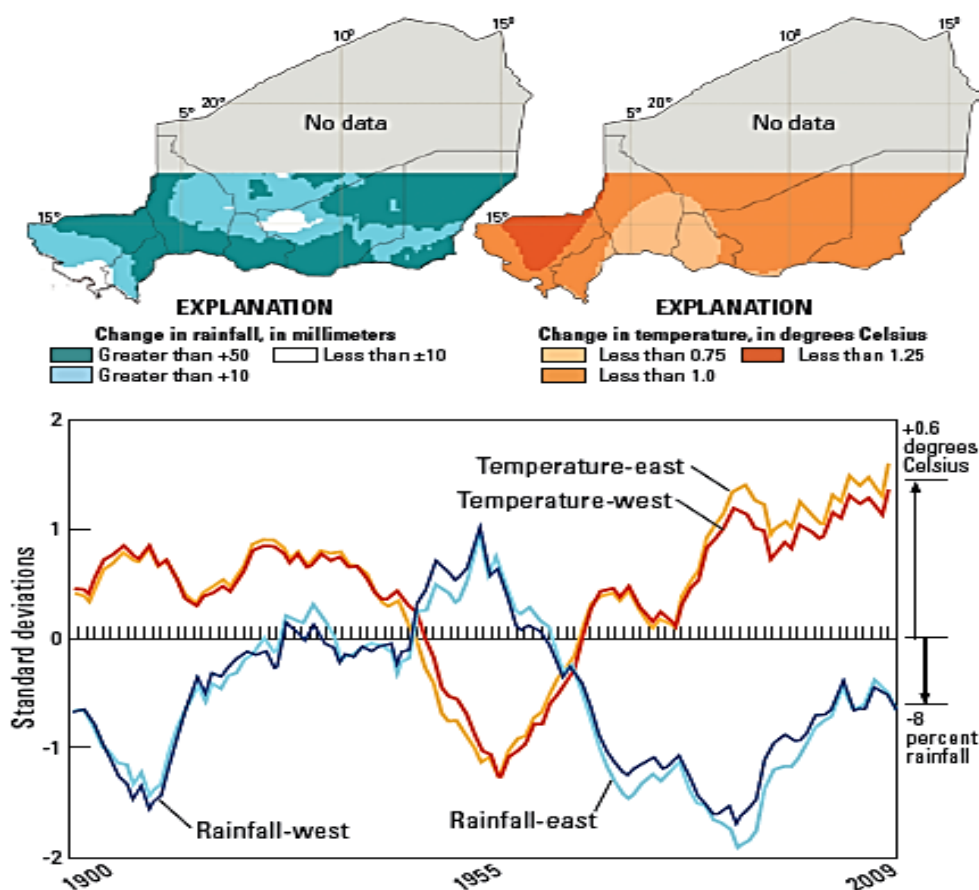 15°
10°
5° 20°
No data
15°
EXPLANATION
Change in rainfall, in millimeters
Greater than +50
Less than ±10
Greater than +10
15°
10°
5° 20°
No data
15°
EXPLANATION
Change in temperature, in degrees Celsius
Less than 0.75
Less than 1.25
Less than 1.0
2
1
0
-1
-2
Standard deviations
Temperature-east
Temperature-west
Rainfall-west
Rainfall-east
+0.6
degrees
Celsius
-8
percent
rainfall
1900
1955
2009